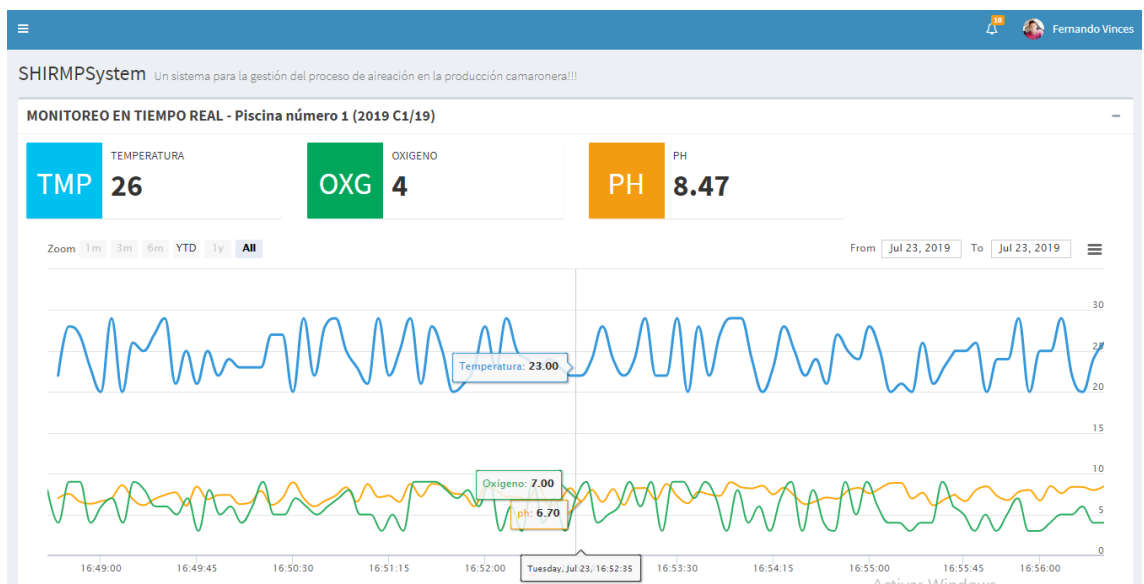 10
Fernando Vinces
SHIRMPSystem Un sistema para la gestión del proceso de aireación en la producción camaronera!!!
MONITOREO EN TIEMPO REAL - Piscina número 1 (2019 C1/19)
TMP
TEMPERATURA
26
OXG
OXIGENO
4
PH
PH
8.47
Zoom 1m 3m 6m YTD 1y All
From Jul 23, 2019 To Jul 23, 2019
30
25
20
15
10
5
0
Temperatura: 23.00
Oxígeno: 7.00
ph: 6.70
16:49:00 16:49:45 16:50:30 16:51:15 16:52:00 Tuesday, Jul 23, 16:52:35 16:53:30 16:54:15 16:55:00 16:55:45 16:56:00
Activar Windows